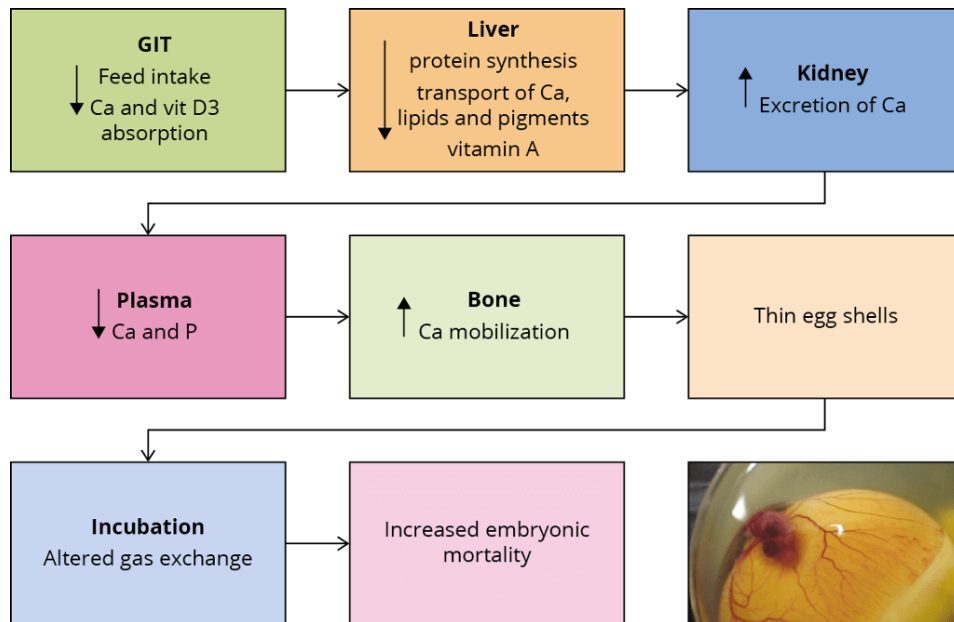 GIT
Feed intake
Ca and vit D3
absorption
Liver
protein synthesis
transport of Ca,
lipids and pigments
vitamin A
Kidney
Excretion of Ca
Plasma
Ca and P
Bone
Ca mobilization
Thin egg shells
Incubation
Altered gas exchange
Increased embryonic
mortality